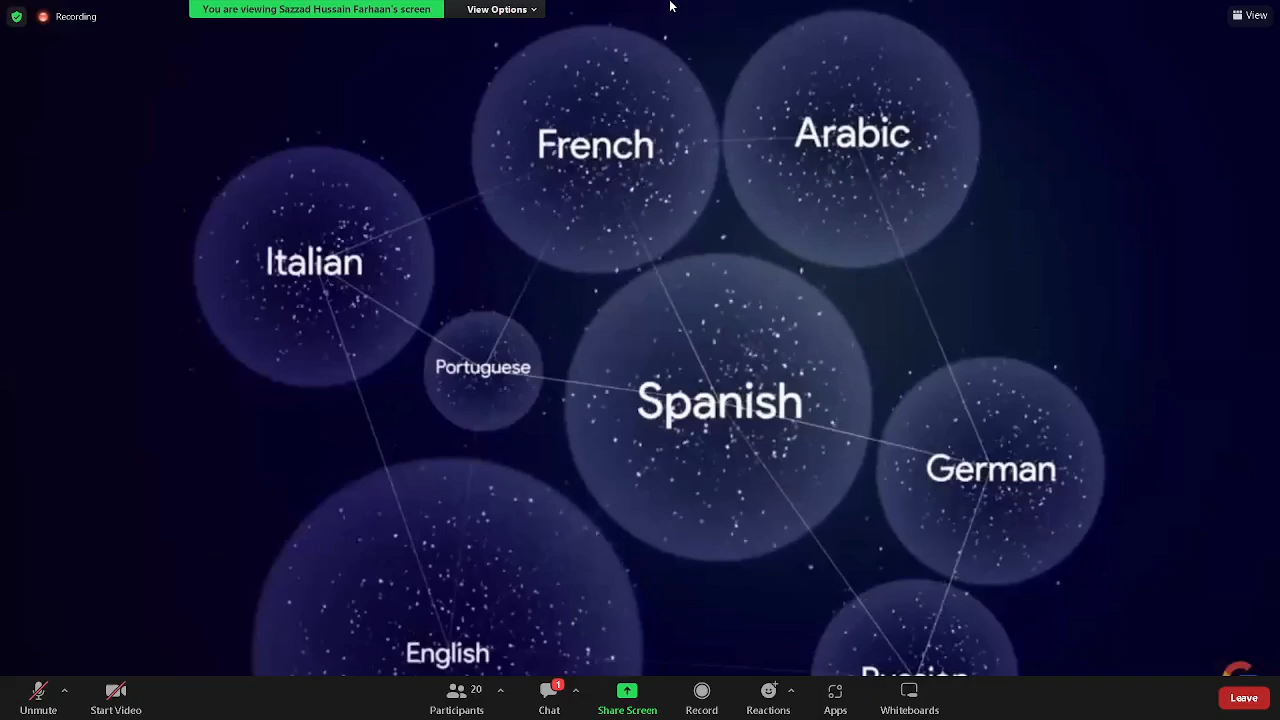 Recording
You are viewing Sazzad Hussain Farhaan's screen
View Options
View
French
Arabic
Italian
Portuguese
Spanish
German
English
Russian
Unmute
Start Video
20
Participants
1
Chat
Share Screen
Record
Reactions
Apps
Whiteboards
Leave